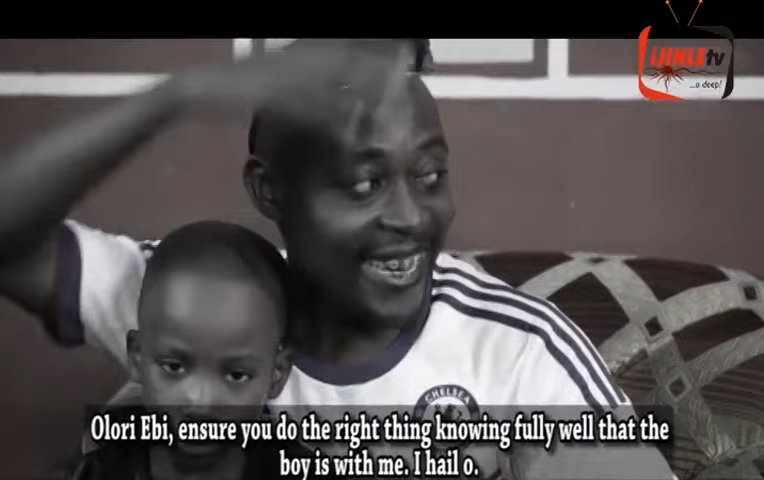 IJINLE tv
...o deep!
CHELSEA
Olori Ebi, ensure you do the right thing knowing fully well that the
boy is with me. I hail o.